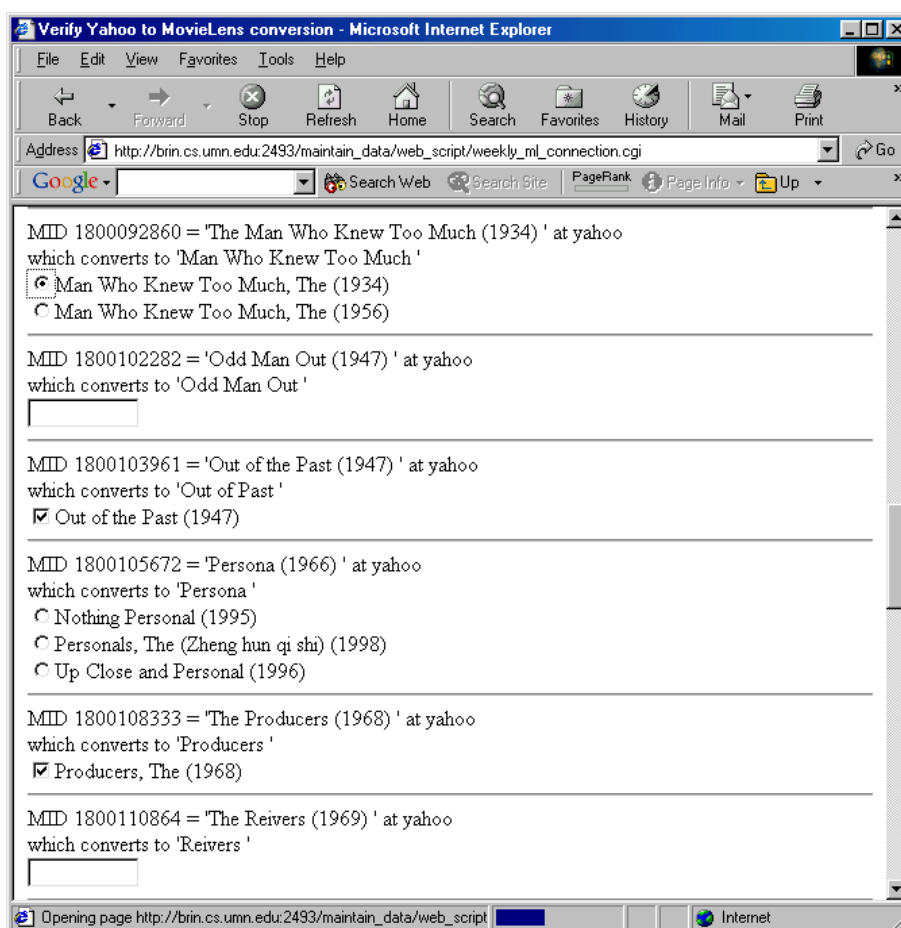 Verify Yahoo to MovieLens conversion - Microsoft Internet Explorer
File Edit View Favorites Tools Help
Back Forward Stop Refresh Home Search Favorites History Mail Print
Address http://brin.cs.umn.edu:2493/maintain_data/web_script/weekly_ml_connection.cgi Go
Google Search Web Search Site PageRank Page Info Up
MID 1800092860 = 'The Man Who Knew Too Much (1934) ' at yahoo
which converts to 'Man Who Knew Too Much '
Man Who Knew Too Much, The (1934)
Man Who Knew Too Much, The (1956)
MID 1800102282 = 'Odd Man Out (1947) ' at yahoo
which converts to 'Odd Man Out '
MID 1800103961 = 'Out of the Past (1947) ' at yahoo
which converts to 'Out of Past '
Out of the Past (1947)
MID 1800105672 = 'Persona (1966) ' at yahoo
which converts to 'Persona '
Nothing Personal (1995)
Personals, The (Zheng hun qi shi) (1998)
Up Close and Personal (1996)
MID 1800108333 = 'The Producers (1968) ' at yahoo
which converts to 'Producers '
Producers, The (1968)
MID 1800110864 = 'The Reivers (1969) ' at yahoo
which converts to 'Reivers '
Opening page http://brin.cs.umn.edu:2493/maintain_data/web_script Internet